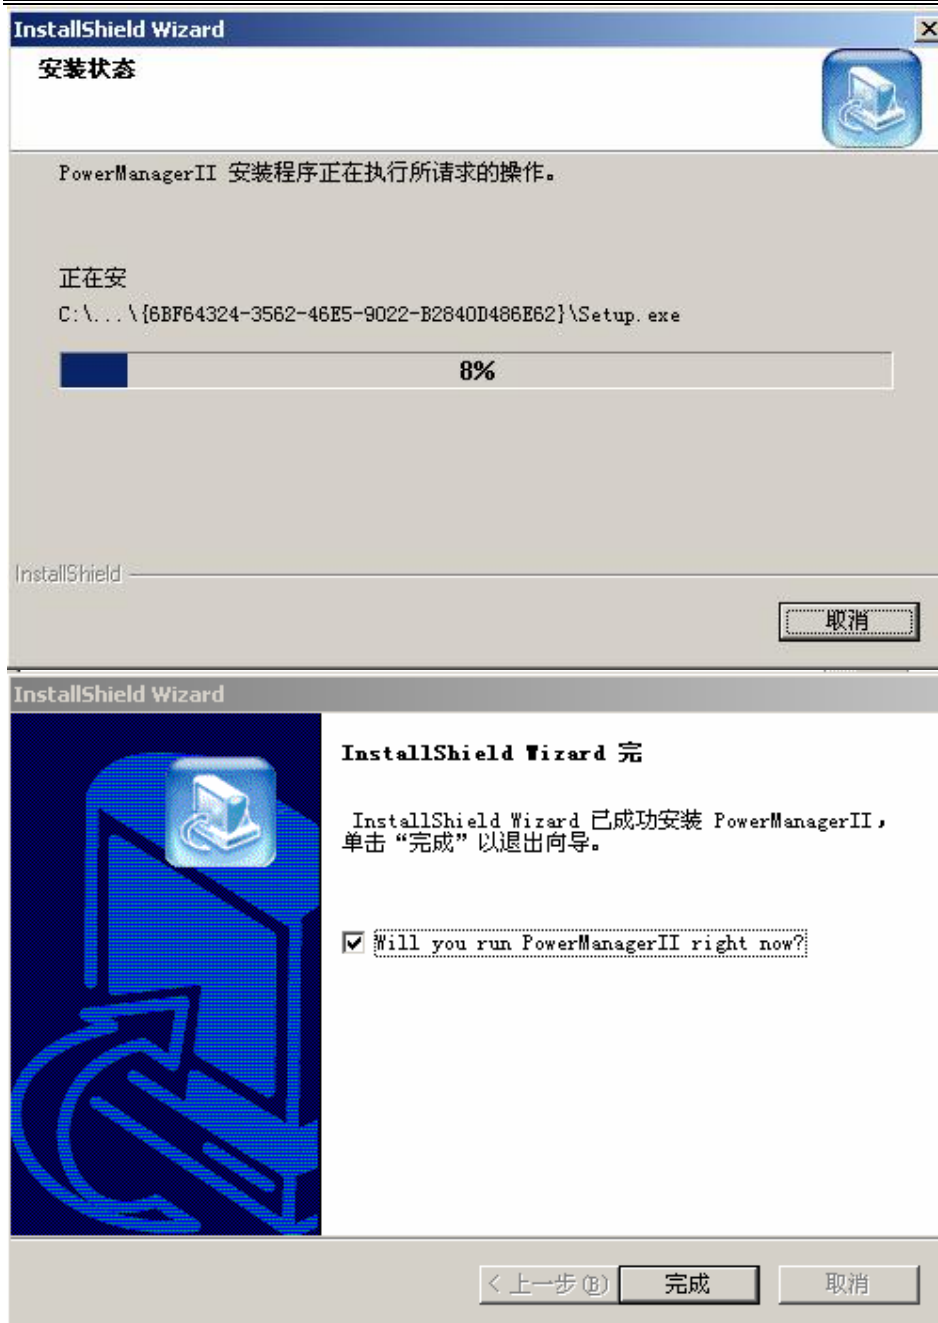 InstallShield Wizard
安装状态
PowerManagerII 安装程序正在执行所请求的操作。
正在安
C:\...\{6BF64324-3562-46E5-9022-B2840D486E62}\Setup.exe
8%
InstallShield
取消
InstallShield Wizard
InstallShield Wizard 完
InstallShield Wizard 已成功安装 PowerManagerII，
单击“完成”以退出向导。
Will you run PowerManagerII right now?
< 上一步(B)
完成
取消